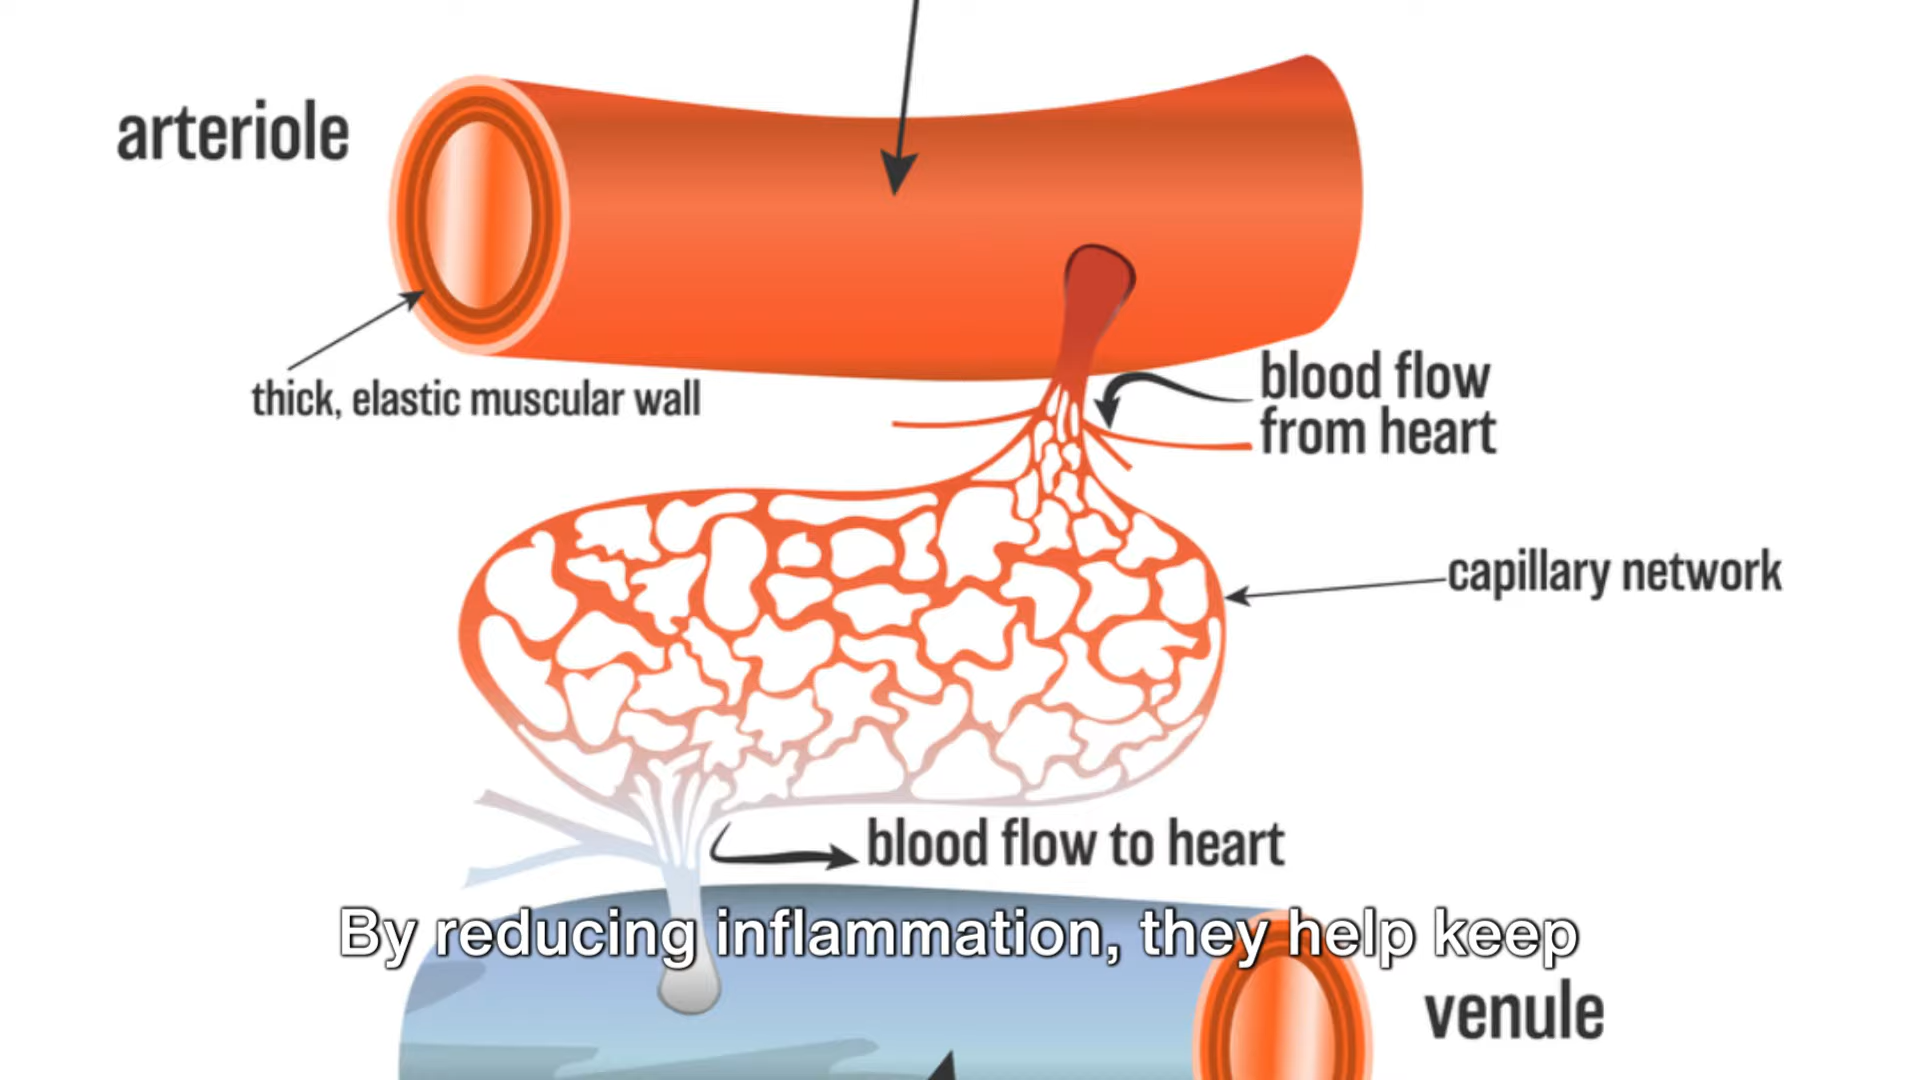 arteriole
thick, elastic muscular wall
blood flow
from heart
capillary network
blood flow to heart
By reducing inflammation, they help keep
venule